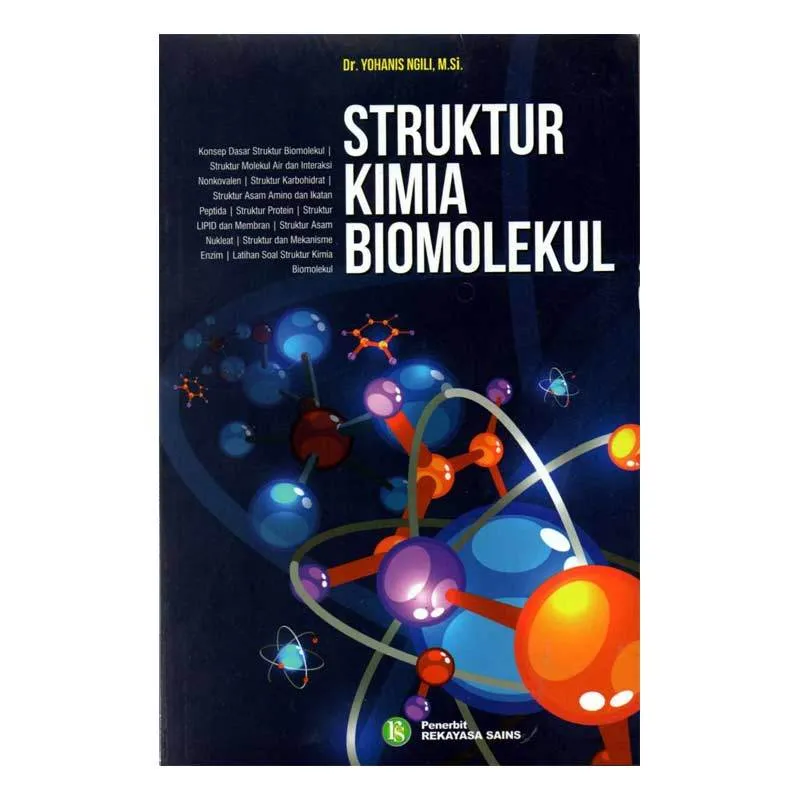 Dr. YOHANIS NGILI, M.Si.
STRUKTUR
KIMIA
BIOMOLEKUL
Konsep Dasar Struktur Biomolekul |
Struktur Molekul Air dan Interaksi
Nonkovalen | Struktur Karbohidrat |
Struktur Asam Amino dan Ikatan
Peptida | Struktur Protein | Struktur
LIPID dan Membran | Struktur Asam
Nukleat | Struktur dan Mekanisme
Enzim | Latihan Soal Struktur Kimia
Biomolekul
rs
Penerbit
REKAYASA SAINS